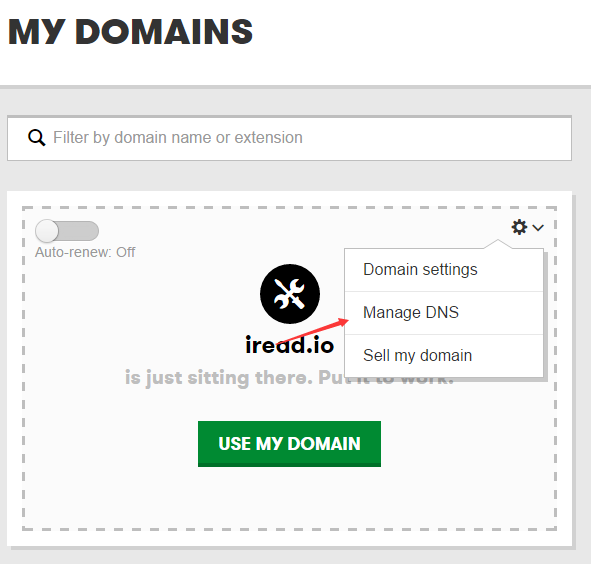 MY DOMAINS
Filter by domain name or extension
Auto-renew: Off
Domain settings
Manage DNS
Sell my domain
iread.io
is just sitting there. Put it to work.
USE MY DOMAIN